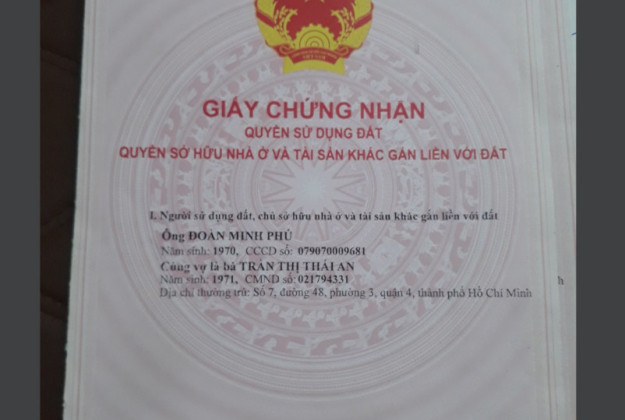 GIẤY CHỨNG NHẬN
QUYỀN SỬ DỤNG ĐẤT
QUYỀN SỞ HỮU NHÀ Ở VÀ TÀI SẢN KHÁC GẮN LIỀN VỚI ĐẤT
I. Người sử dụng đất, chủ sở hữu nhà ở và tài sản khác gắn liền với đất
Ông ĐOÀN MINH PHÚ
Năm sinh: 1970, CCCD số: 079070009681
Cùng vợ là bà TRẦN THỊ THÁI AN
Năm sinh: 1971, CMND số: 021794331
Địa chỉ thường trú: Số 7, đường 48, phường 3, quận 4, thành phố Hồ Chí Minh
h